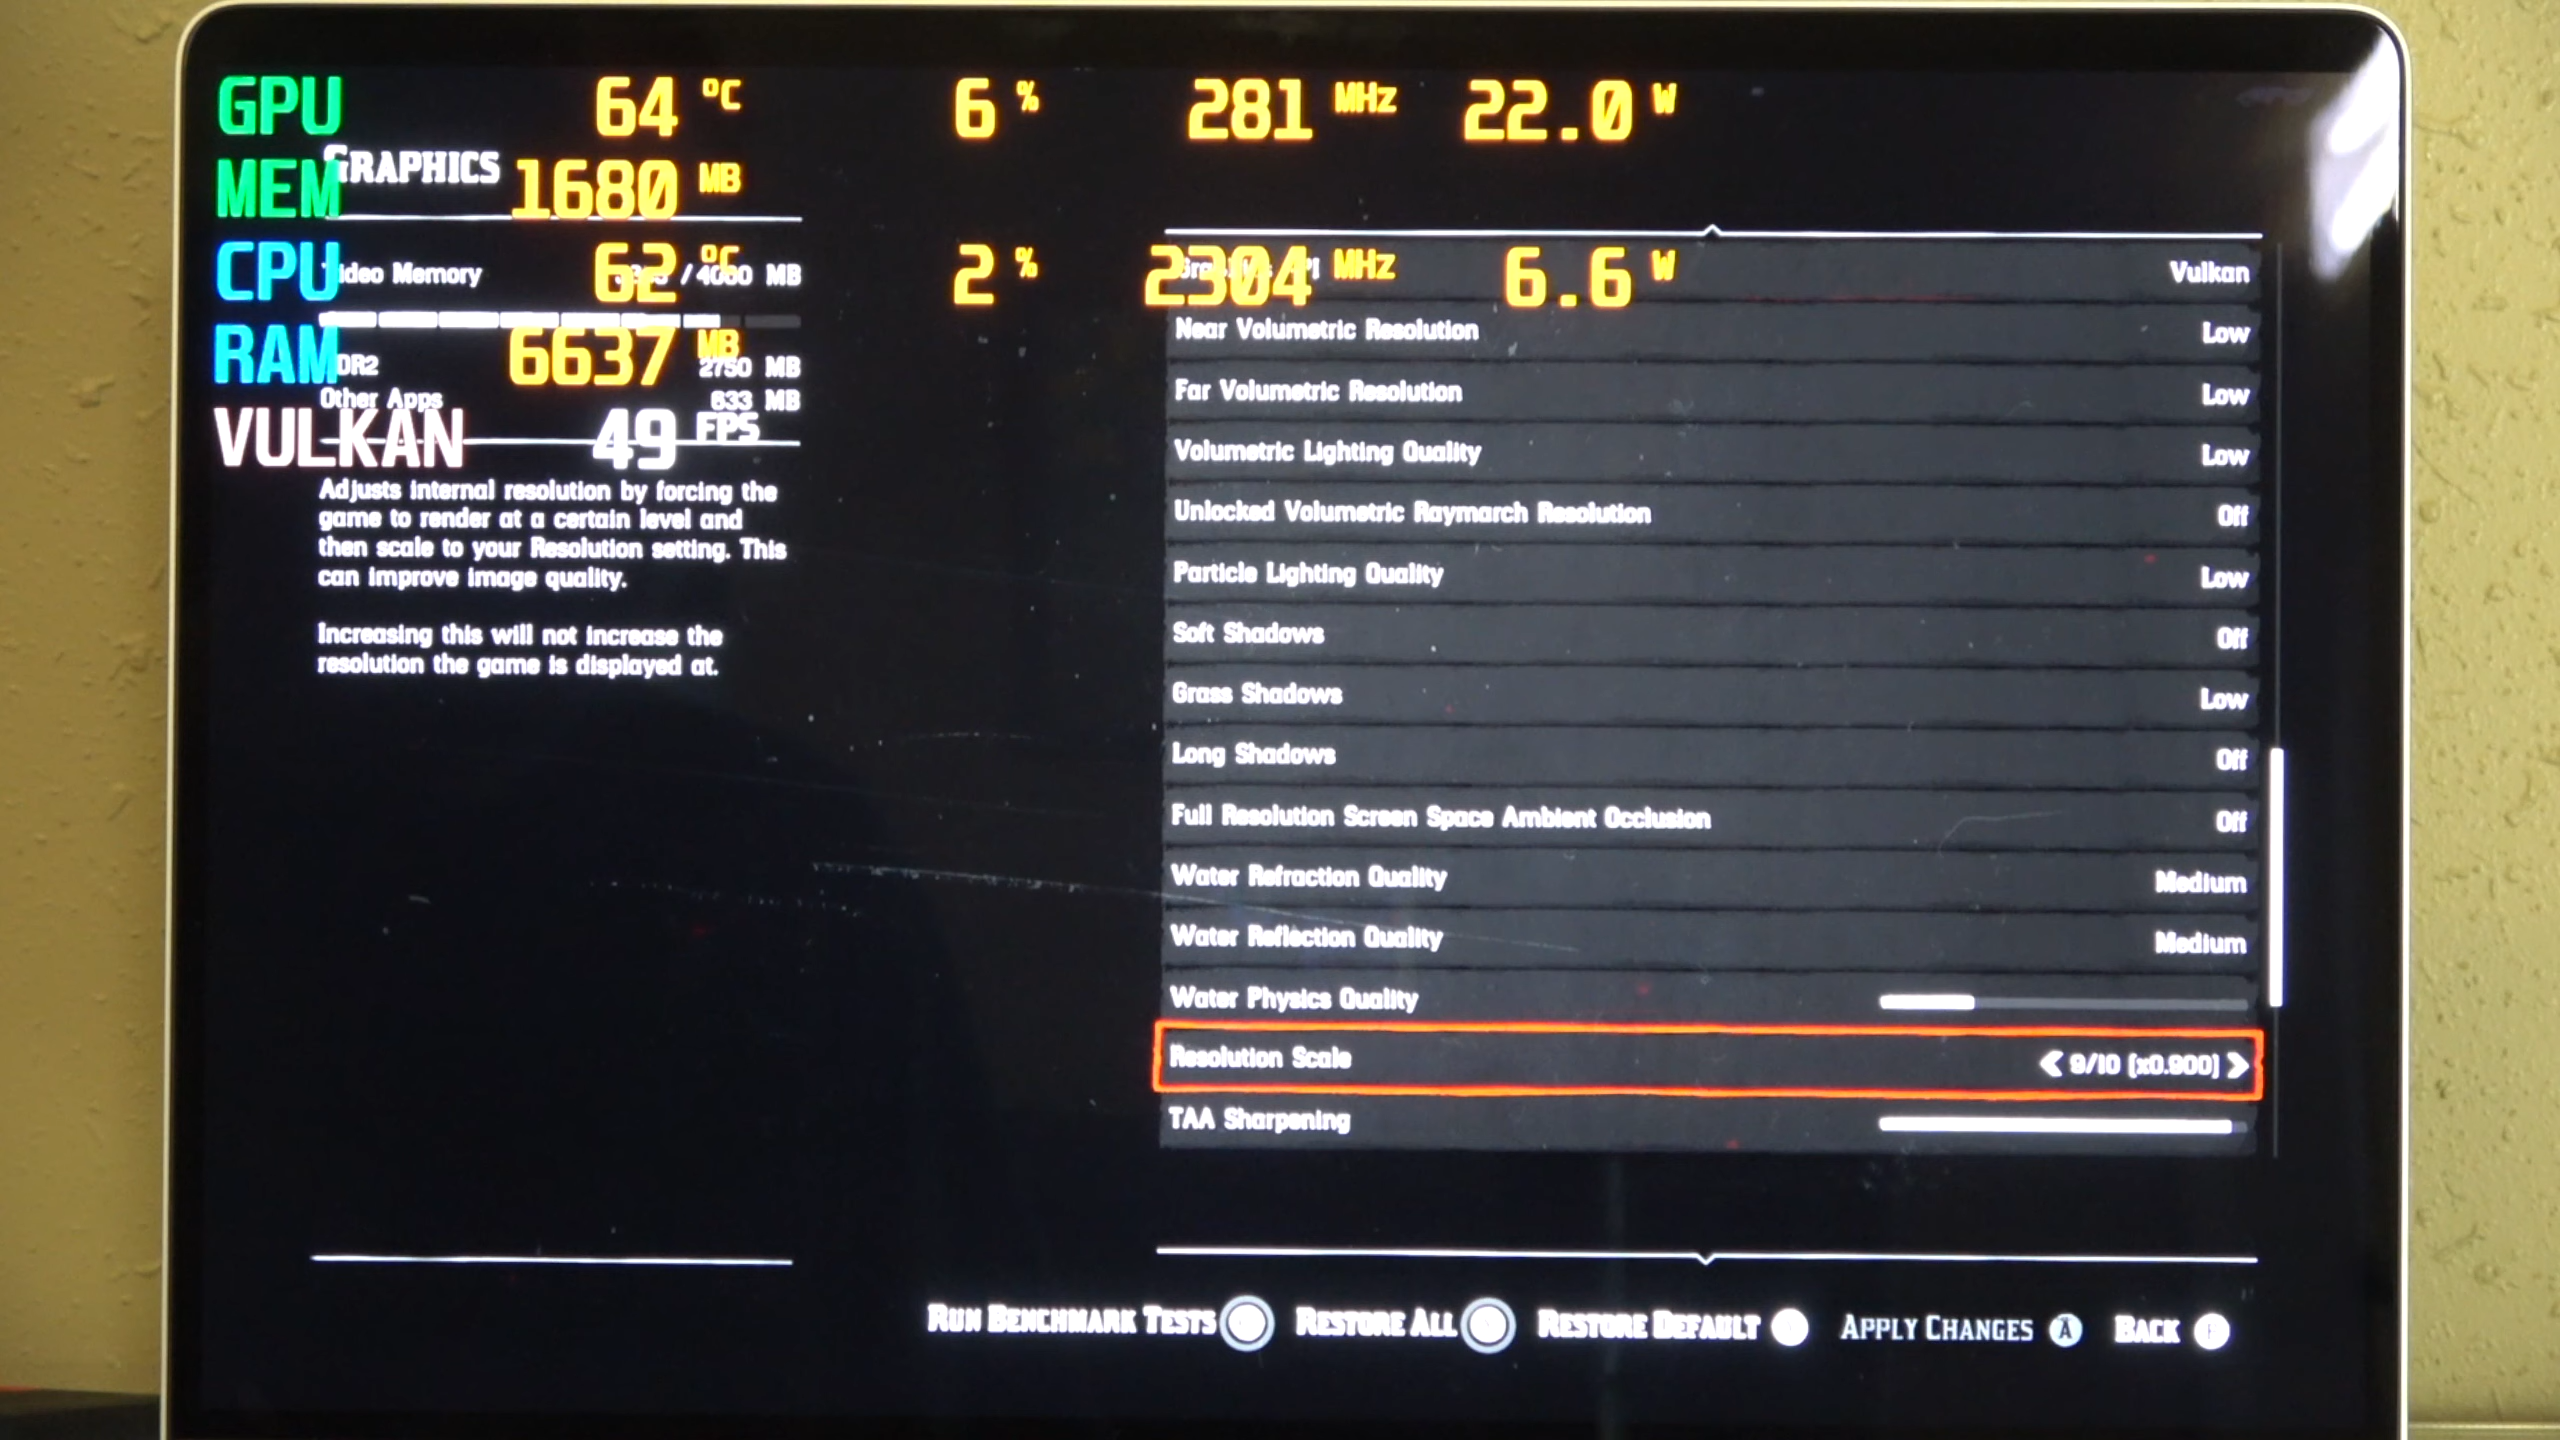 GPU 64 °C 6 % 281 MHz 22.0 W
GRAPHICS
MEM 1680 MB
CPU 62 °C 2 % 2304 MHz 6.6 W
Video Memory / 4000 MB
Vulkan
RAM 6637 MB
RDR2 2750 MB
Other Apps 633 MB
VULKAN 49 FPS
Adjusts internal resolution by forcing the
game to render at a certain level and
then scale to your Resolution setting. This
can improve image quality.
Increasing this will not increase the
resolution the game is displayed at.
Near Volumetric Resolution Low
Far Volumetric Resolution Low
Volumetric Lighting Quality Low
Unlocked Volumetric Raymarch Resolution Off
Particle Lighting Quality Low
Soft Shadows Off
Grass Shadows Low
Long Shadows Off
Full Resolution Screen Space Ambient Occlusion Off
Water Refraction Quality Medium
Water Reflection Quality Medium
Water Physics Quality
Resolution Scale 9/10 (x0.900)
TAA Sharpening
RUN BENCHMARK TESTS RESTORE ALL RESTORE DEFAULT APPLY CHANGES A BACK B